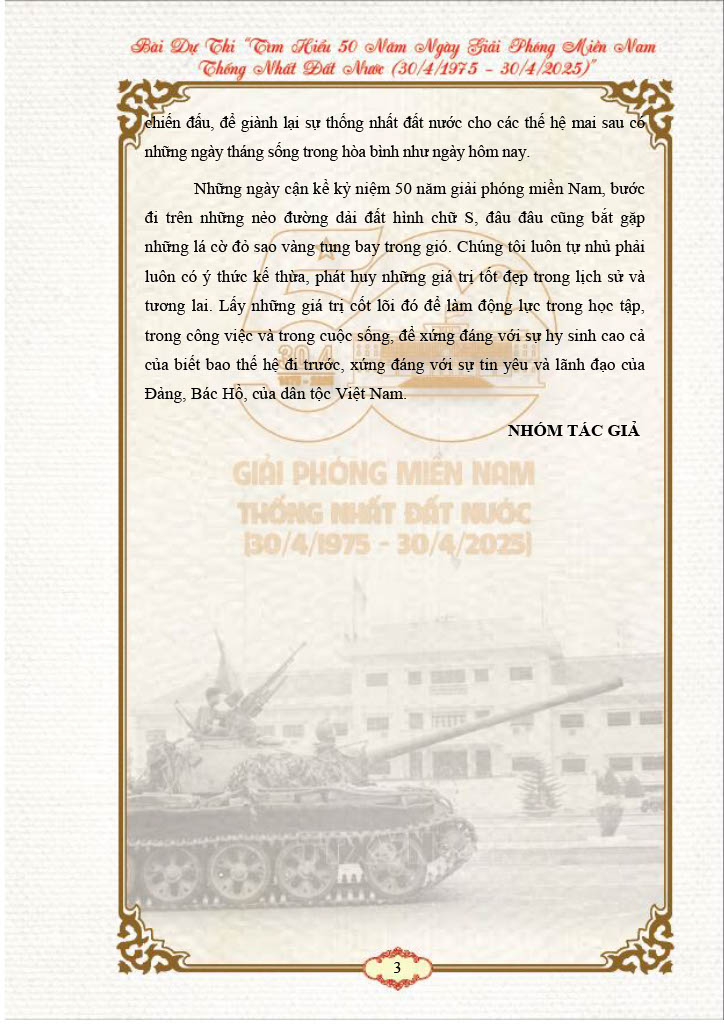 Bài Dự Thi “Tìm Hiểu 50 Năm Ngày Giải Phóng Miền Nam
Thống Nhất Đất Nước (30/4/1975 - 30/4/2025)”
chiến đấu, để giành lại sự thống nhất đất nước cho các thế hệ mai sau có
những ngày tháng sống trong hòa bình như ngày hôm nay.
Những ngày cận kề kỷ niệm 50 năm giải phóng miền Nam, bước
đi trên những nẻo đường dải đất hình chữ S, đâu đâu cũng bắt gặp
những lá cờ đỏ sao vàng tung bay trong gió. Chúng tôi luôn tự nhủ phải
luôn có ý thức kế thừa, phát huy những giá trị tốt đẹp trong lịch sử và
tương lai. Lấy những giá trị cốt lõi đó để làm động lực trong học tập,
trong công việc và trong cuộc sống, để xứng đáng với sự hy sinh cao cả
của biết bao thế hệ đi trước, xứng đáng với sự tin yêu và lãnh đạo của
Đảng, Bác Hồ, của dân tộc Việt Nam.
NHÓM TÁC GIẢ
50
30.4
GIẢI PHÓNG MIỀN NAM
THỐNG NHẤT ĐẤT NƯỚC
(30/4/1975 - 30/4/2025)
3